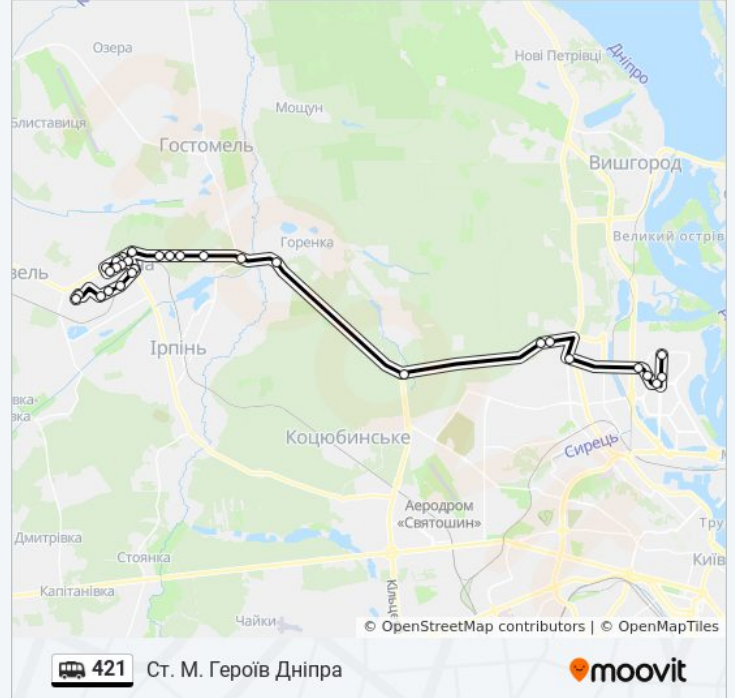 Озера
Нові Петрівці
Дніпро
Мощун
Блиставиця
Гостомель
Вишгород
Горенка
Великий острів
Ірпінь
Коцюбинське
Сирець
Аеродром
«Святошин»
Дмитрівка
Стоянка
Капітанівка
Чайки
© OpenStreetMap contributors | © OpenMapTiles
421 Ст. М. Героїв Дніпра
moovit